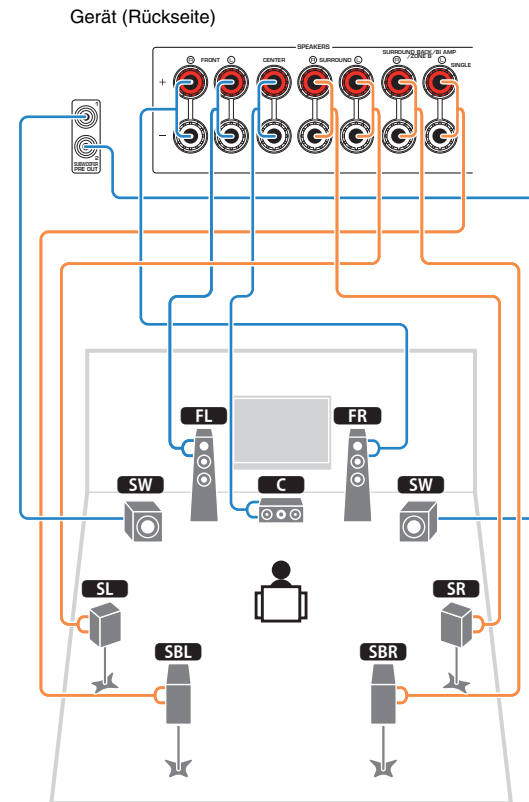 Gerät (Rückseite)
SPEAKERS
R FRONT L
CENTER
R SURROUND L
SURROUND BACK/BI AMP
/ZONE B
R L
SINGLE
+
–
1
2
SUBWOOFER
PRE OUT
FL
FR
SW
C
SW
SL
SR
SBL
SBR